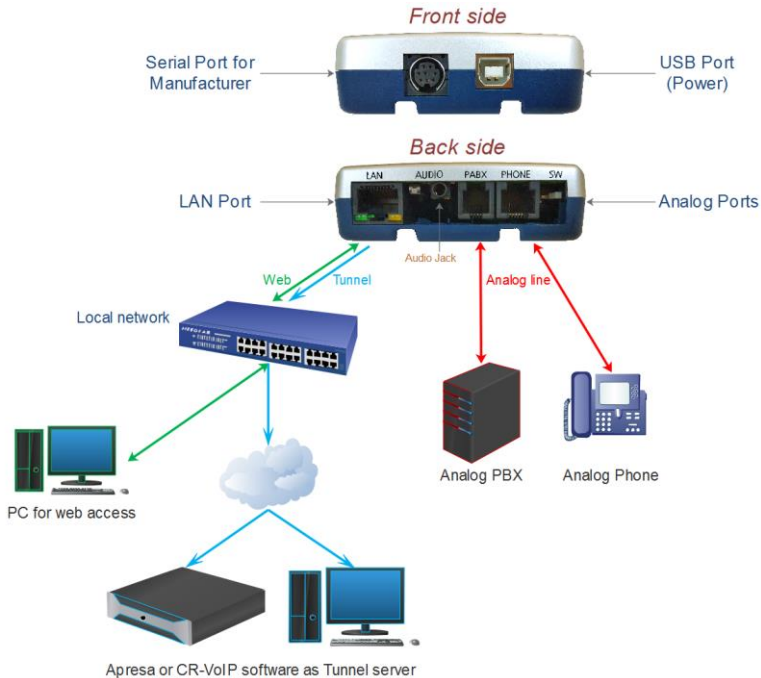 Front side
Serial Port for
Manufacturer
USB Port
(Power)
Back side
LAN AUDIO PABX PHONE SW
LAN Port
Analog Ports
Audio Jack
Web
Tunnel
Analog line
Local network
Analog PBX
Analog Phone
PC for web access
Apresa or CR-VoIP software as Tunnel server